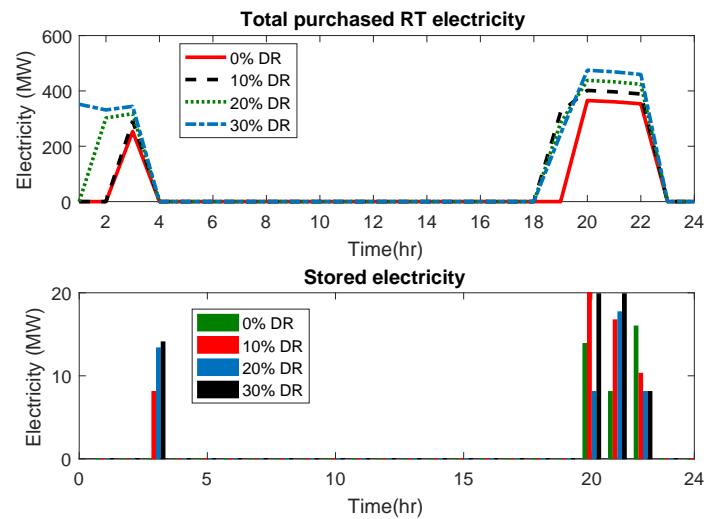 Total purchased RT electricity
Electricity (MW)
600
400
200
0
0% DR
10% DR
20% DR
30% DR
2 4 6 8 10 12 14 16 18 20 22 24
Time(hr)
Stored electricity
Electricity (MW)
20
10
0
0% DR
10% DR
20% DR
30% DR
0 5 10 15 20 24
Time(hr)